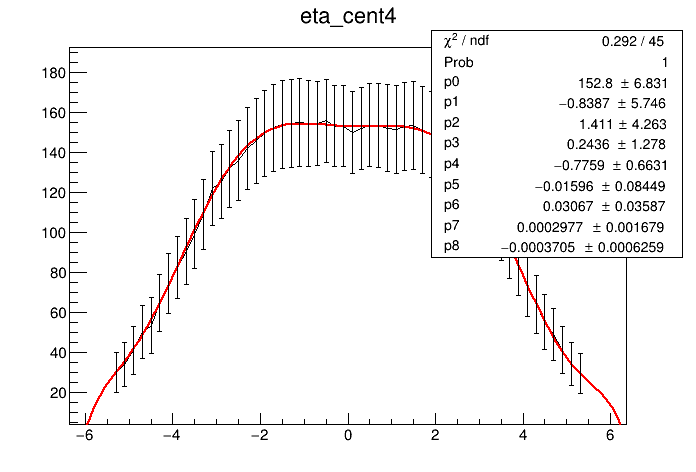 eta_cent4
χ² / ndf 0.292 / 45
Prob 1
p0 152.8 ± 6.831
p1 −0.8387 ± 5.746
p2 1.411 ± 4.263
p3 0.2436 ± 1.278
p4 −0.7759 ± 0.6631
p5 −0.01596 ± 0.08449
p6 0.03067 ± 0.03587
p7 0.0002977 ± 0.001679
p8 −0.0003705 ± 0.0006259
180
160
140
120
100
80
60
40
20
−6 −4 −2 0 2 4 6